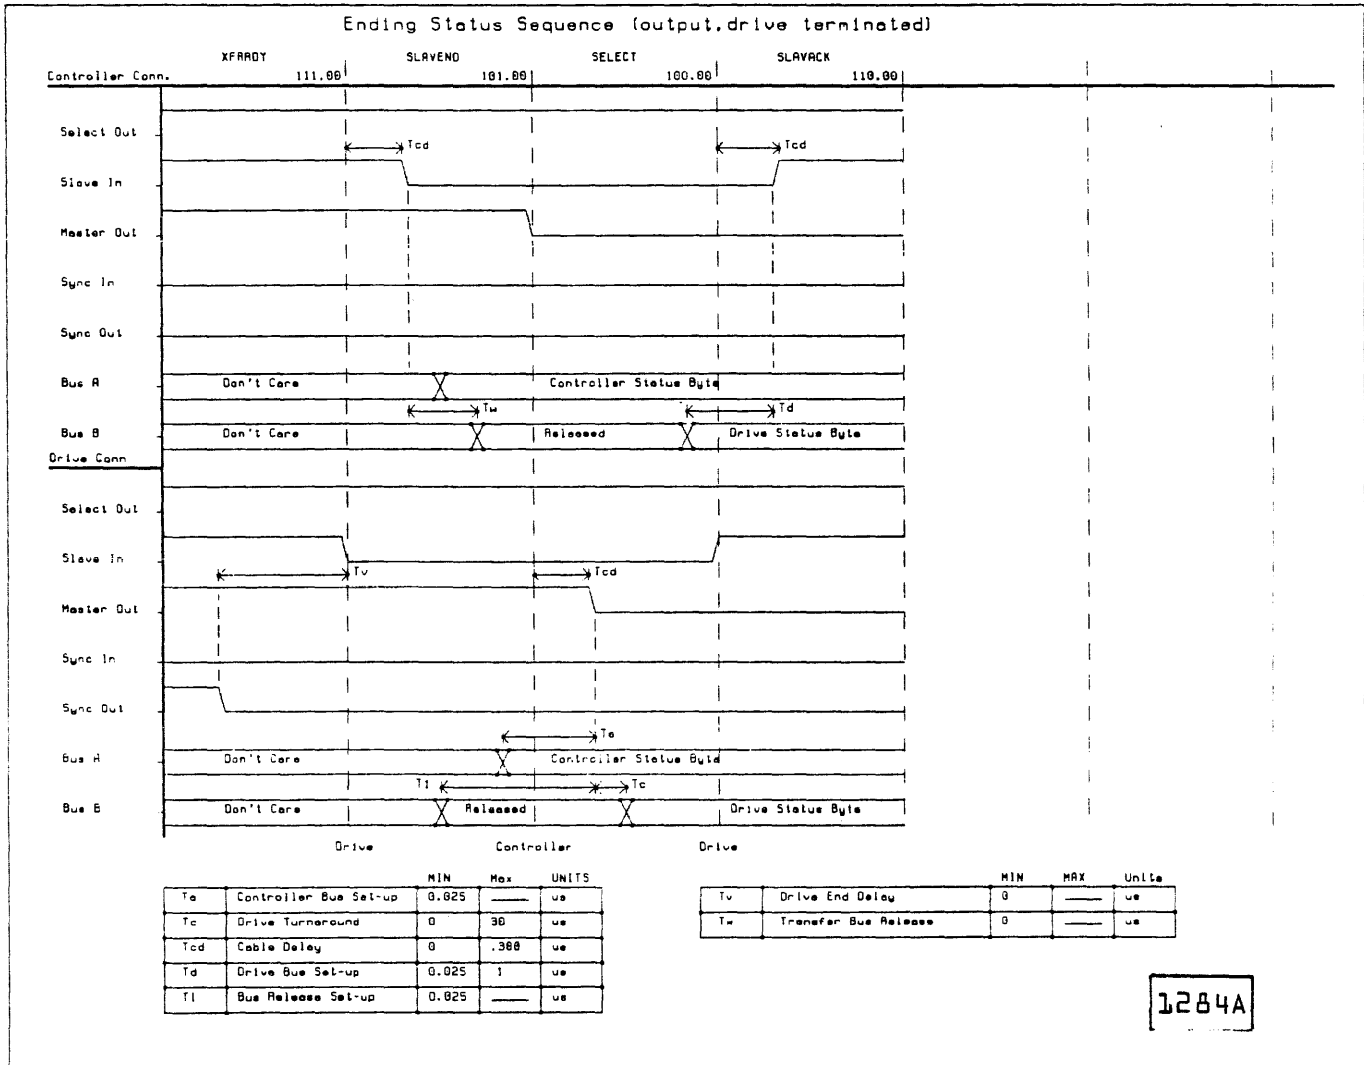 Ending Status Sequence (output,drive terminated)
XFRRDY SLAVEND SELECT SLAVACK
Controller Conn. 111.00 101.00 100.00 110.00
Select Out
Tcd Tcd
Slave In
Master Out
Sync In
Sync Out
Bus A Don't Care Controller Status Byte
Tw Td
Bus B Don't Care Released Drive Status Byte
Drive Conn
Select Out
Slave In
Tv Tcd
Master Out
Sync In
Sync Out
Ta
Bus A Don't Care Controller Status Byte
Tl Tc
Bus B Don't Care Released Drive Status Byte
Drive Controller Drive
MIN Max UNITS
Ta Controller Bus Set-up 0.025 us
Tc Drive Turnaround 0 30 us
Tcd Cable Delay 0 .300 us
Td Drive Bus Set-up 0.025 1 us
Tl Bus Release Set-up 0.025 us
MIN MAX Units
Tv Drive End Delay 0 us
Tw Transfer Bus Release 0 us
1284A